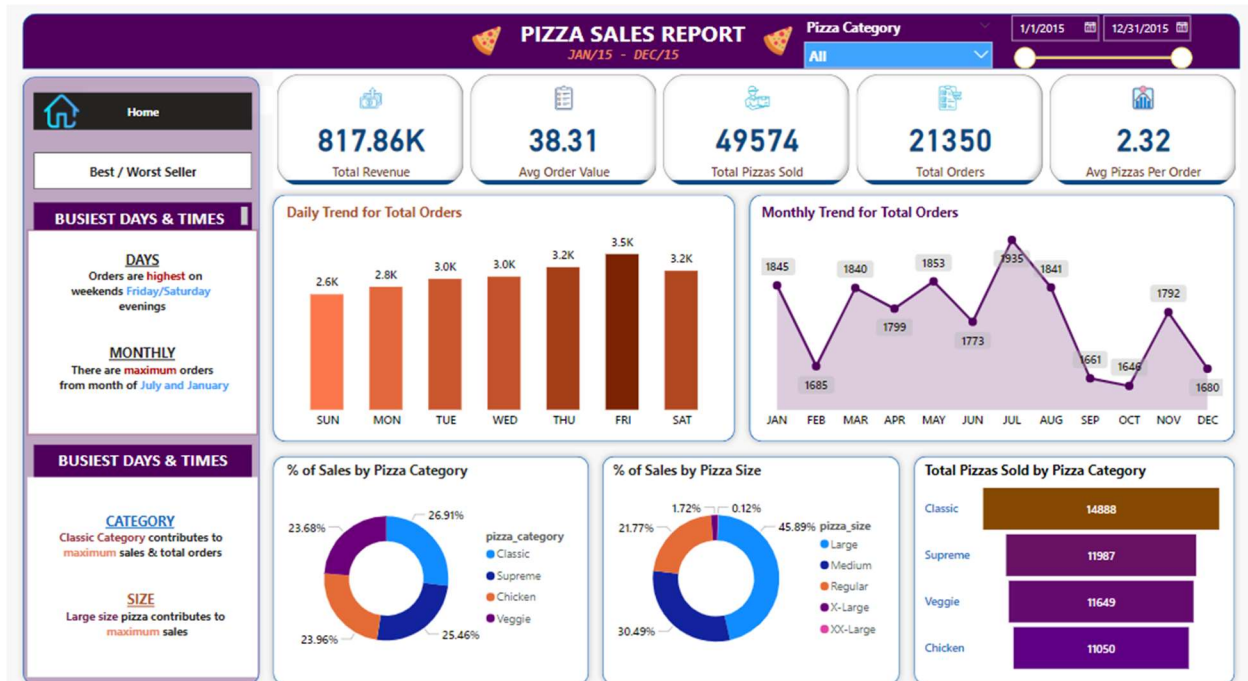 PIZZA SALES REPORT
JAN/15 - DEC/15
Pizza Category
All
1/1/2015
12/31/2015
Home
Best / Worst Seller
BUSIEST DAYS & TIMES
DAYS
Orders are highest on
weekends Friday/Saturday
evenings
MONTHLY
There are maximum orders
from month of July and January
BUSIEST DAYS & TIMES
CATEGORY
Classic Category contributes to
maximum sales & total orders
SIZE
Large size pizza contributes to
maximum sales
817.86K
Total Revenue
38.31
Avg Order Value
49574
Total Pizzas Sold
21350
Total Orders
2.32
Avg Pizzas Per Order
Daily Trend for Total Orders
2.6K
2.8K
3.0K
3.0K
3.2K
3.5K
3.2K
SUN MON TUE WED THU FRI SAT
Monthly Trend for Total Orders
1845
1685
1840
1799
1853
1773
1935
1841
1661
1646
1792
1680
JAN FEB MAR APR MAY JUN JUL AUG SEP OCT NOV DEC
% of Sales by Pizza Category
26.91%
25.46%
23.96%
23.68%
pizza_category
Classic
Supreme
Chicken
Veggie
% of Sales by Pizza Size
1.72%
0.12%
21.77%
45.89%
30.49%
pizza_size
Large
Medium
Regular
X-Large
XX-Large
Total Pizzas Sold by Pizza Category
Classic 14888
Supreme 11987
Veggie 11649
Chicken 11050